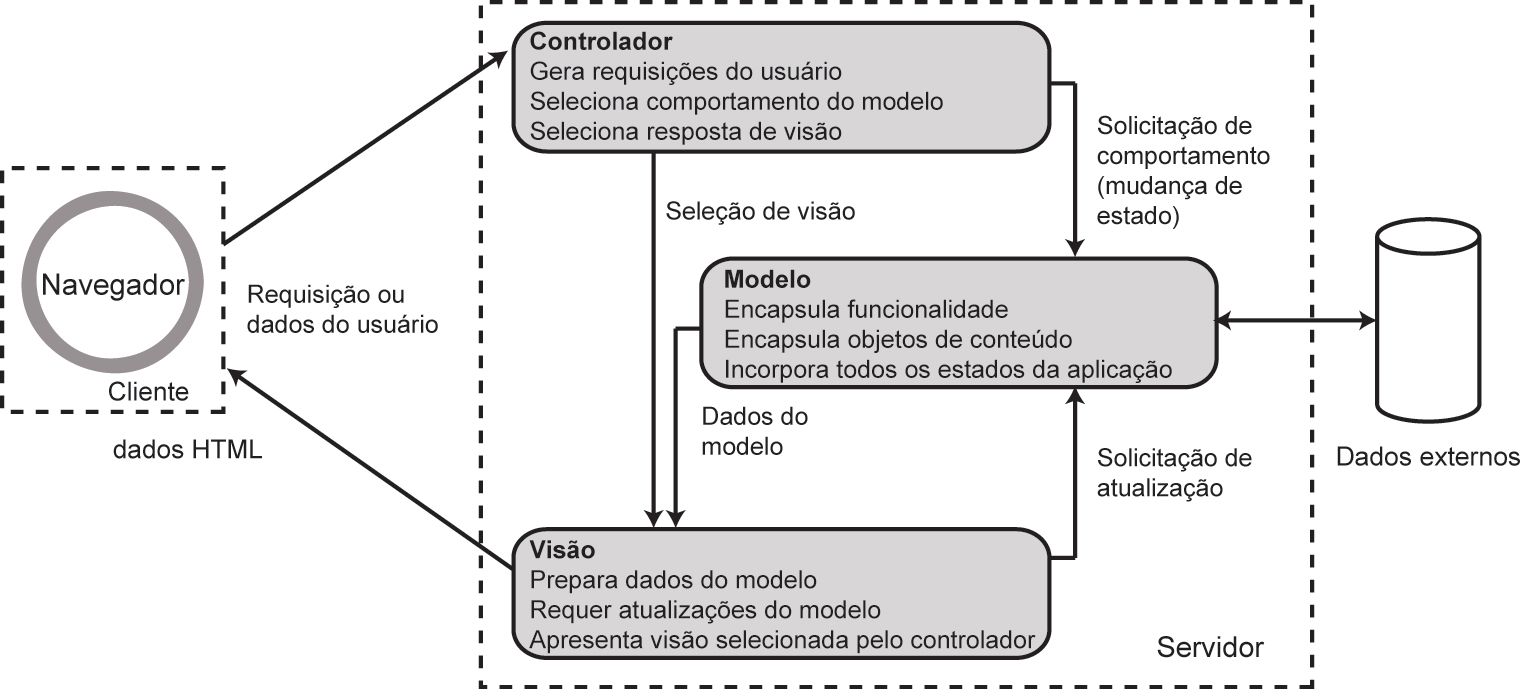 Controlador
Gera requisições do usuário
Seleciona comportamento do modelo
Seleciona resposta de visão
Solicitação de
comportamento
(mudança de
estado)
Seleção de visão
Navegador
Cliente
Requisição ou
dados do usuário
dados HTML
Modelo
Encapsula funcionalidade
Encapsula objetos de conteúdo
Incorpora todos os estados da aplicação
Dados do
modelo
Solicitação de
atualização
Dados externos
Visão
Prepara dados do modelo
Requer atualizações do modelo
Apresenta visão selecionada pelo controlador
Servidor